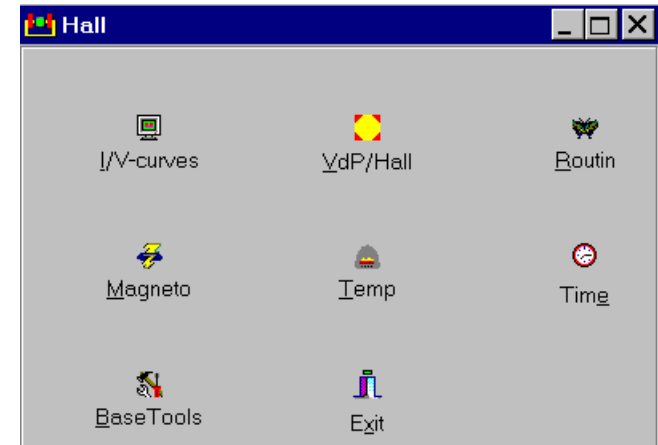 Hall
I/V-curves
VdP/Hall
Routin
Magneto
Temp
Time
BaseTools
Exit